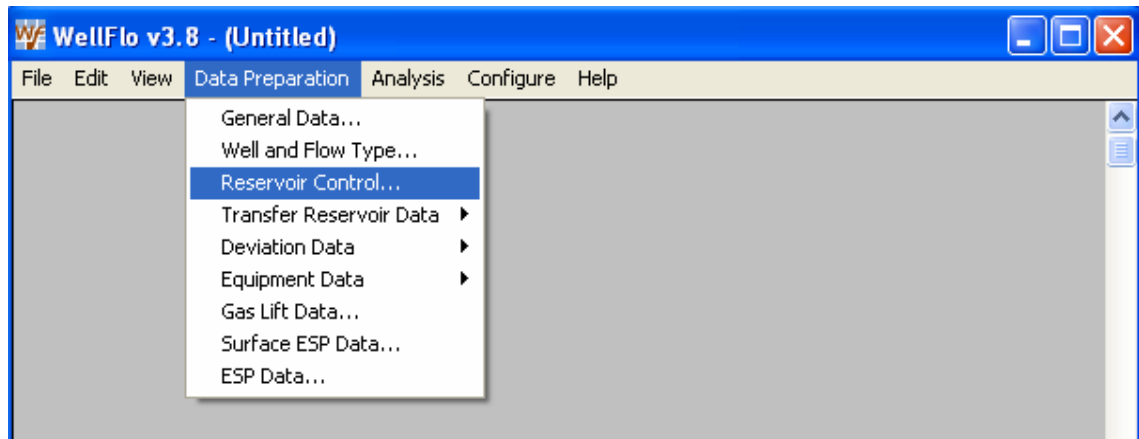 WellFlo v3.8 - (Untitled)
File Edit View Data Preparation Analysis Configure Help
General Data...
Well and Flow Type...
Reservoir Control...
Transfer Reservoir Data
Deviation Data
Equipment Data
Gas Lift Data...
Surface ESP Data...
ESP Data...